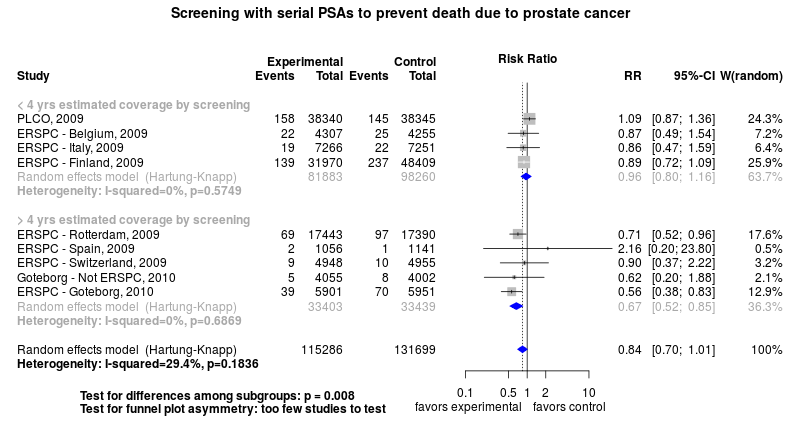 Screening with serial PSAs to prevent death due to prostate cancer
Experimental Control Risk Ratio
Study Events Total Events Total RR 95%-CI W(random)
< 4 yrs estimated coverage by screening
PLCO, 2009 158 38340 145 38345 1.09 [0.87; 1.36] 24.3%
ERSPC - Belgium, 2009 22 4307 25 4255 0.87 [0.49; 1.54] 7.2%
ERSPC - Italy, 2009 19 7266 22 7251 0.86 [0.47; 1.59] 6.4%
ERSPC - Finland, 2009 139 31970 237 48409 0.89 [0.72; 1.09] 25.9%
Random effects model (Hartung-Knapp) 81883 98260 0.96 [0.80; 1.16] 63.7%
Heterogeneity: I-squared=0%, p=0.5749
> 4 yrs estimated coverage by screening
ERSPC - Rotterdam, 2009 69 17443 97 17390 0.71 [0.52; 0.96] 17.6%
ERSPC - Spain, 2009 2 1056 1 1141 2.16 [0.20; 23.80] 0.5%
ERSPC - Switzerland, 2009 9 4948 10 4955 0.90 [0.37; 2.22] 3.2%
Goteborg - Not ERSPC, 2010 5 4055 8 4002 0.62 [0.20; 1.88] 2.1%
ERSPC - Goteborg, 2010 39 5901 70 5951 0.56 [0.38; 0.83] 12.9%
Random effects model (Hartung-Knapp) 33403 33439 0.67 [0.52; 0.85] 36.3%
Heterogeneity: I-squared=0%, p=0.6869
Random effects model (Hartung-Knapp) 115286 131699 0.84 [0.70; 1.01] 100%
Heterogeneity: I-squared=29.4%, p=0.1836
0.1 0.5 1 2 10
Test for differences among subgroups: p = 0.008
Test for funnel plot asymmetry: too few studies to test
favors experimental favors control